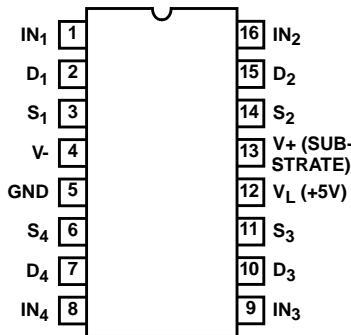 IN1 1 16 IN2
D1 2 15 D2
S1 3 14 S2
V- 4 13 V+ (SUB-
STRATE)
GND 5 12 VL (+5V)
S4 6 11 S3
D4 7 10 D3
IN4 8 9 IN3